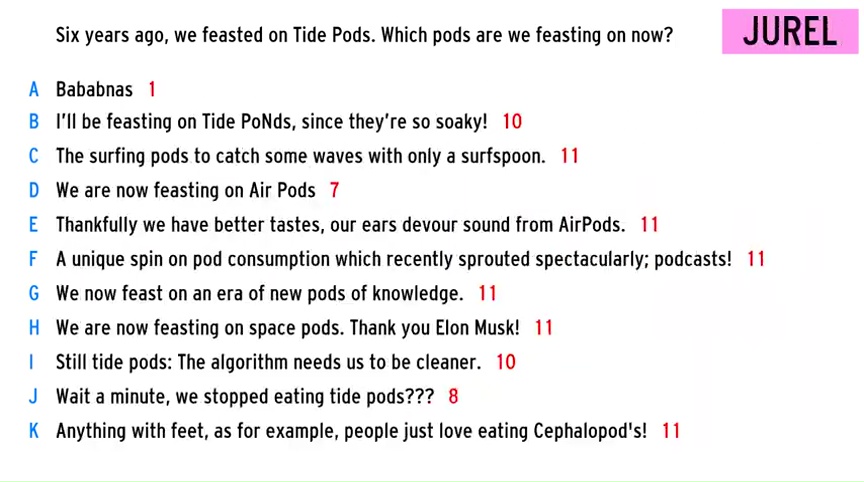 Six years ago, we feasted on Tide Pods. Which pods are we feasting on now?
JUREL
A Bababnas 1
B I'll be feasting on Tide PoNds, since they're so soaky! 10
C The surfing pods to catch some waves with only a surfspoon. 11
D We are now feasting on Air Pods 7
E Thankfully we have better tastes, our ears devour sound from AirPods. 11
F A unique spin on pod consumption which recently sprouted spectacularly; podcasts! 11
G We now feast on an era of new pods of knowledge. 11
H We are now feasting on space pods. Thank you Elon Musk! 11
I Still tide pods: The algorithm needs us to be cleaner. 10
J Wait a minute, we stopped eating tide pods??? 8
K Anything with feet, as for example, people just love eating Cephalopod's! 11